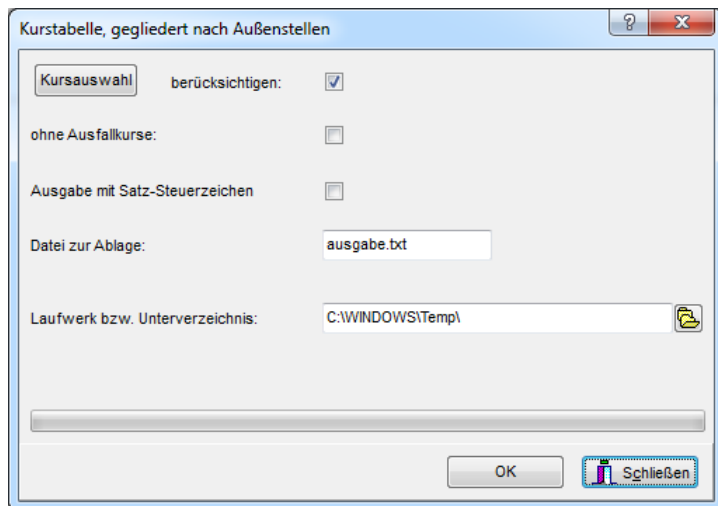 Kurstabelle, gegliedert nach Außenstellen
Kursauswahl berücksichtigen:
ohne Ausfallkurse:
Ausgabe mit Satz-Steuerzeichen
Datei zur Ablage: ausgabe.txt
Laufwerk bzw. Unterverzeichnis: C:\WINDOWS\Temp\
OK Schließen